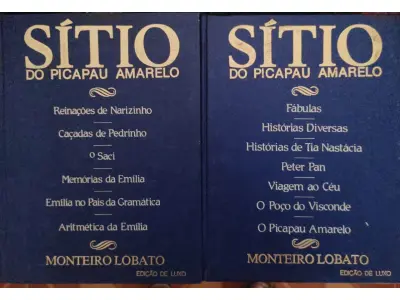 SÍTIO
DO PICAPAU AMARELO
Reinações de Narizinho
Caçadas de Pedrinho
O Saci
Memórias da Emília
Emília no País da Gramática
Aritmética da Emília
MONTEIRO LOBATO
EDIÇÃO DE LUXO
SÍTIO
DO PICAPAU AMARELO
Fábulas
Histórias Diversas
Histórias de Tia Nastácia
Peter Pan
Viagem ao Céu
O Poço do Visconde
O Picapau Amarelo
MONTEIRO LOBATO
EDIÇÃO DE LUXO